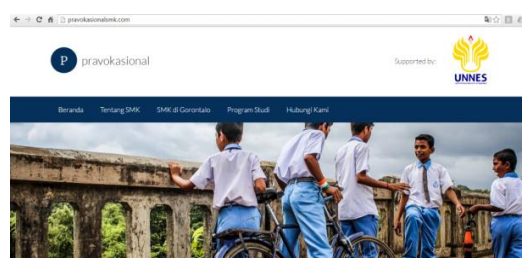 pravokasionalsmk.com
P pravokasional
Supported by:
UNNES
Beranda Tentang SMK SMK di Gorontalo Program Studi Hubungi Kami